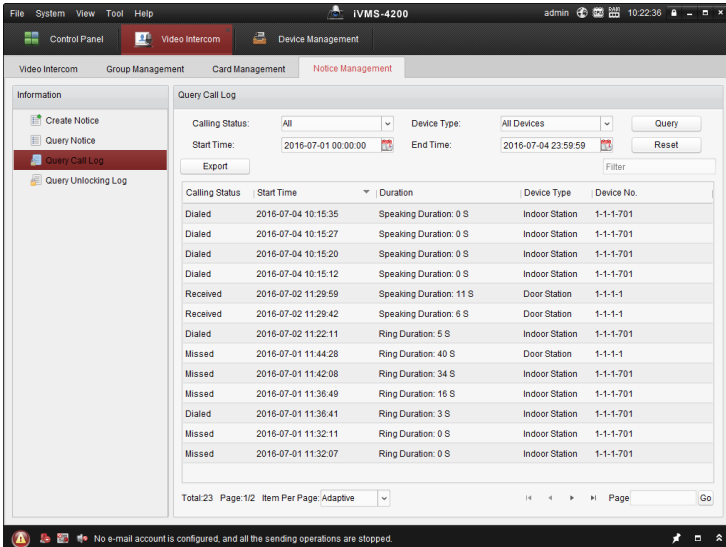 File System View Tool Help iVMS-4200 admin 10:22:36
Control Panel Video Intercom Device Management
Video Intercom Group Management Card Management Notice Management
Information Query Call Log
Create Notice
Query Notice
Query Call Log
Query Unlocking Log
Calling Status: All Device Type: All Devices Query
Start Time: 2016-07-01 00:00:00 End Time: 2016-07-04 23:59:59 Reset
Export Filter
Calling Status Start Time Duration Device Type Device No.
Dialed 2016-07-04 10:15:35 Speaking Duration: 0 S Indoor Station 1-1-1-701
Dialed 2016-07-04 10:15:27 Speaking Duration: 0 S Indoor Station 1-1-1-701
Dialed 2016-07-04 10:15:20 Speaking Duration: 0 S Indoor Station 1-1-1-701
Dialed 2016-07-04 10:15:12 Speaking Duration: 0 S Indoor Station 1-1-1-701
Received 2016-07-02 11:29:59 Speaking Duration: 11 S Door Station 1-1-1-1
Received 2016-07-02 11:29:42 Speaking Duration: 6 S Door Station 1-1-1-1
Dialed 2016-07-02 11:22:11 Ring Duration: 5 S Indoor Station 1-1-1-701
Missed 2016-07-01 11:44:28 Ring Duration: 40 S Door Station 1-1-1-1
Missed 2016-07-01 11:42:08 Ring Duration: 34 S Indoor Station 1-1-1-701
Missed 2016-07-01 11:36:49 Ring Duration: 16 S Indoor Station 1-1-1-701
Dialed 2016-07-01 11:36:41 Ring Duration: 3 S Indoor Station 1-1-1-701
Missed 2016-07-01 11:32:11 Ring Duration: 0 S Indoor Station 1-1-1-701
Missed 2016-07-01 11:32:07 Ring Duration: 0 S Indoor Station 1-1-1-701
Total:23 Page:1/2 Item Per Page: Adaptive Page Go
No e-mail account is configured, and all the sending operations are stopped.